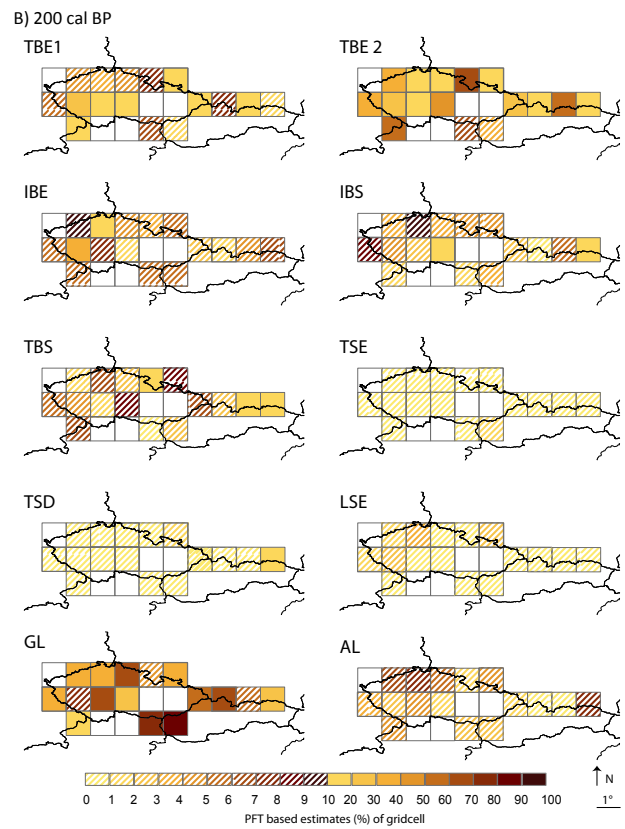 B) 200 cal BP
TBE1
TBE 2
IBE
IBS
TBS
TSE
TSD
LSE
GL
AL
0 1 2 3 4 5 6 7 8 9 10 20 30 40 50 60 70 80 90 100
PFT based estimates (%) of gridcell
N
1°